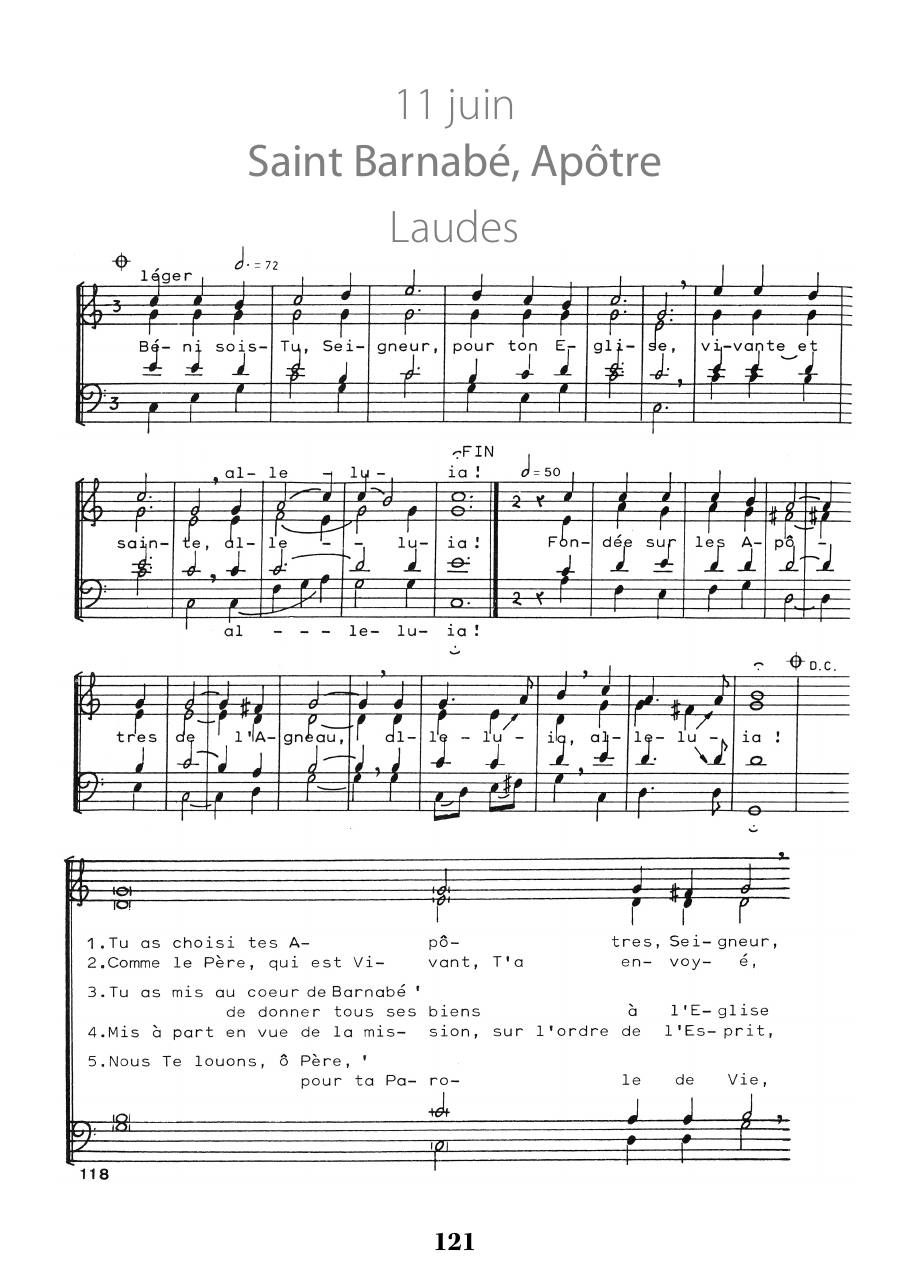 11 juin
Saint Barnabé, Apôtre
Laudes
léger = 72
3
Bé- ni sois- Tu, Sei- gneur, pour ton E- gli- se, vi-vante et
3
FIN
al- le - lu- ia ! = 50
2
sain- te, al- le - - lu- ia ! Fon- dée sur les A- pô -
2
al - - - le- lu- ia !
D.C.
tres de l'A- gneau, al- le - lu - ia, al- le- lu - ia !
1.Tu as choisi tes A- pô- tres, Sei- gneur,
2.Comme le Père, qui est Vi- vant, T'a en- voy- é,
3.Tu as mis au coeur de Barnabé '
de donner tous ses biens à l'E- glise
4.Mis à part en vue de la mis- sion, sur l'ordre de l'Es- prit,
5.Nous Te louons, ô Père, '
pour ta Pa- ro- le de Vie,
118
121